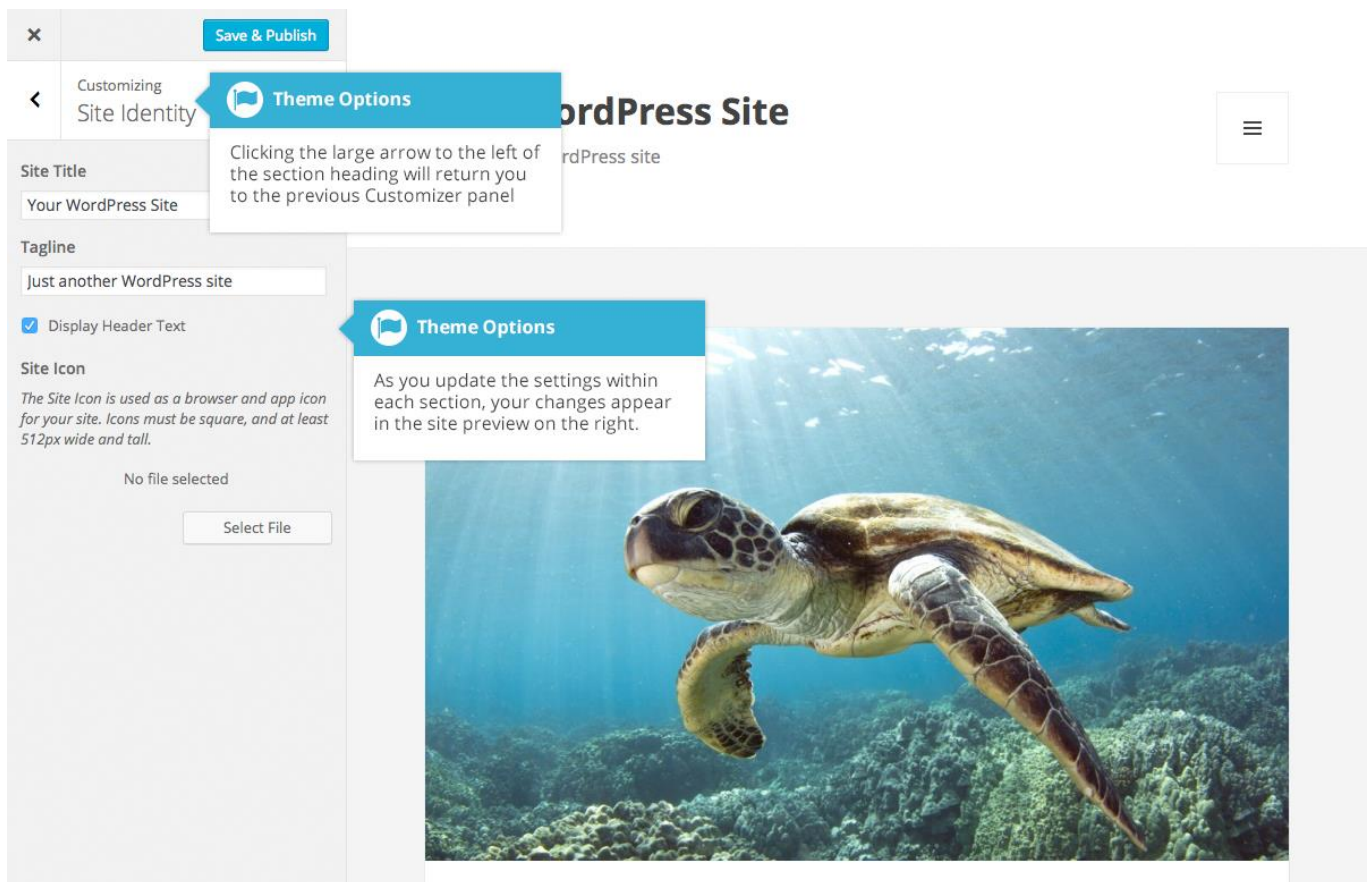 Save & Publish
Customizing
Site Identity
Theme Options
Clicking the large arrow to the left of
the section heading will return you
to the previous Customizer panel
ordPress Site
rdPress site
Site Title
Your WordPress Site
Tagline
Just another WordPress site
Display Header Text
Theme Options
As you update the settings within
each section, your changes appear
in the site preview on the right.
Site Icon
The Site Icon is used as a browser and app icon
for your site. Icons must be square, and at least
512px wide and tall.
No file selected
Select File